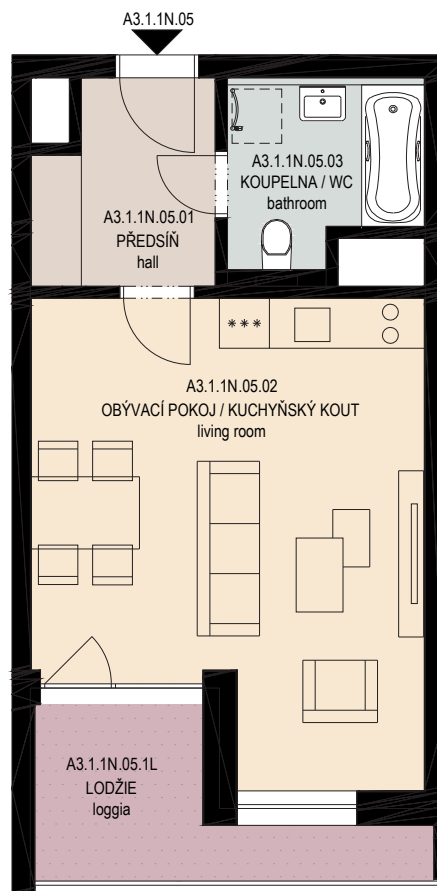 A3.1.1N.05
A3.1.1N.05.03
KOUPELNA / WC
bathroom
A3.1.1N.05.01
PŘEDSÍŇ
hall
***
A3.1.1N.05.02
OBÝVACÍ POKOJ / KUCHYŇSKÝ KOUT
living room
A3.1.1N.05.1L
LODŽIE
loggia